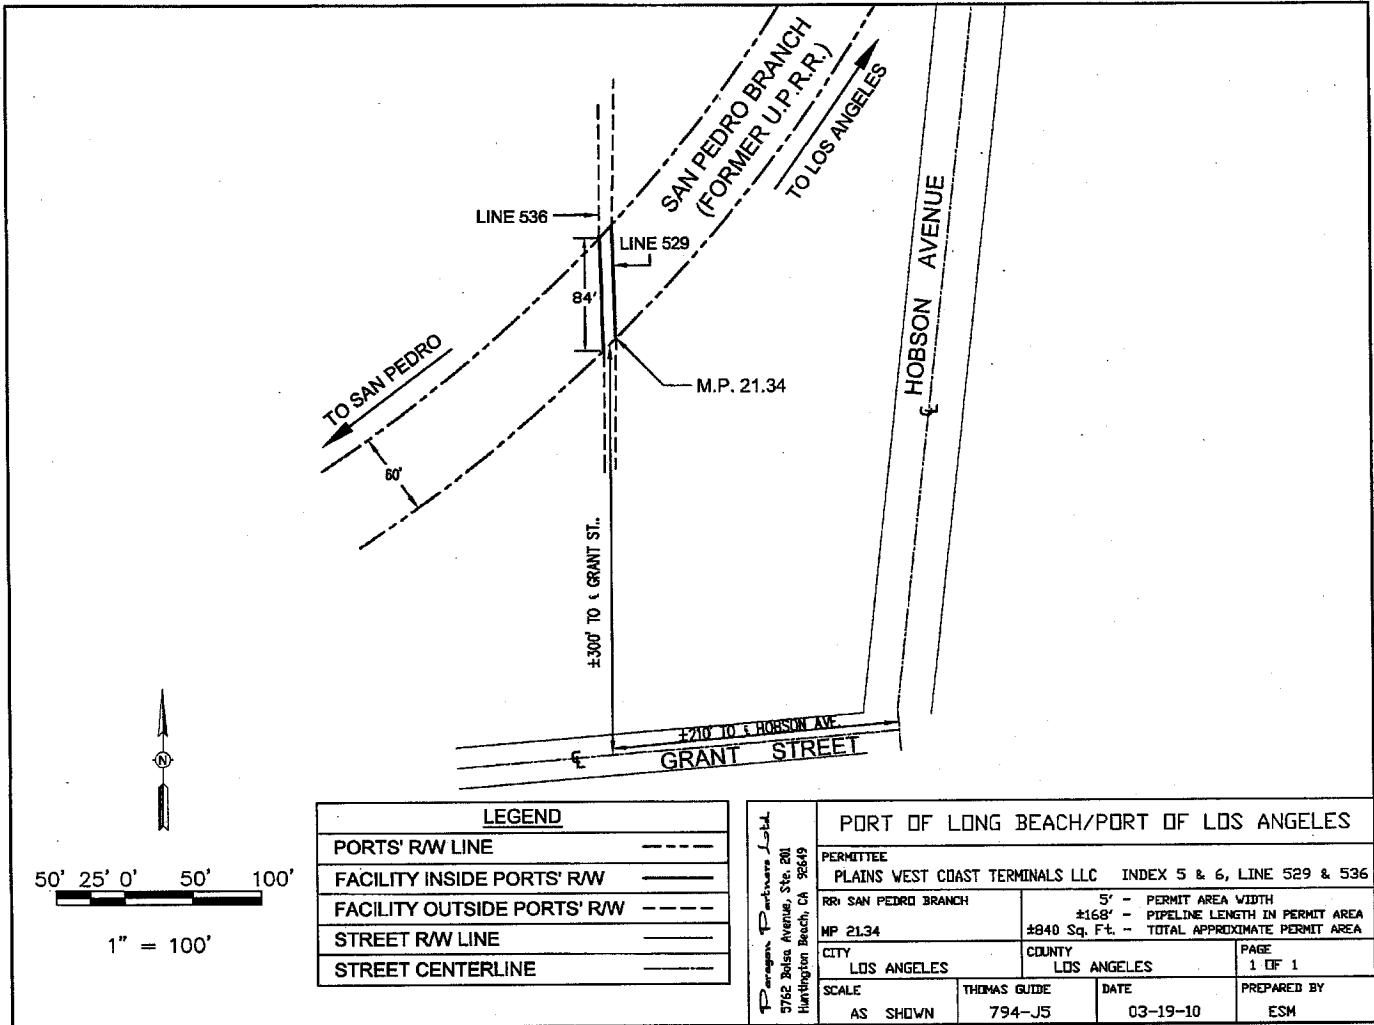 SAN PEDRO BRANCH
(FORMER U.P.R.R.)
TO LOS ANGELES
LINE 536
LINE 529
84'
HOBSON AVENUE
M.P. 21.34
TO SAN PEDRO
60'
±300' TO ℄ GRANT ST..
±210' TO ℄ HOBSON AVE.
GRANT STREET
℄
℄
N
50' 25' 0' 50' 100'
1" = 100'
LEGEND
PORTS' R/W LINE
FACILITY INSIDE PORTS' R/W
FACILITY OUTSIDE PORTS' R/W
STREET R/W LINE
STREET CENTERLINE
Paragon Partners Ltd.
5762 Bolsa Avenue, Ste. 201
Huntington Beach, CA 92649
PORT OF LONG BEACH/PORT OF LOS ANGELES
PERMITTEE
PLAINS WEST COAST TERMINALS LLC INDEX 5 & 6, LINE 529 & 536
RR: SAN PEDRO BRANCH
MP 21.34
5' - PERMIT AREA WIDTH
±168' - PIPELINE LENGTH IN PERMIT AREA
±840 Sq. Ft. - TOTAL APPROXIMATE PERMIT AREA
CITY
LOS ANGELES
COUNTY
LOS ANGELES
PAGE
1 OF 1
SCALE
AS SHOWN
THOMAS GUIDE
794-J5
DATE
03-19-10
PREPARED BY
ESM